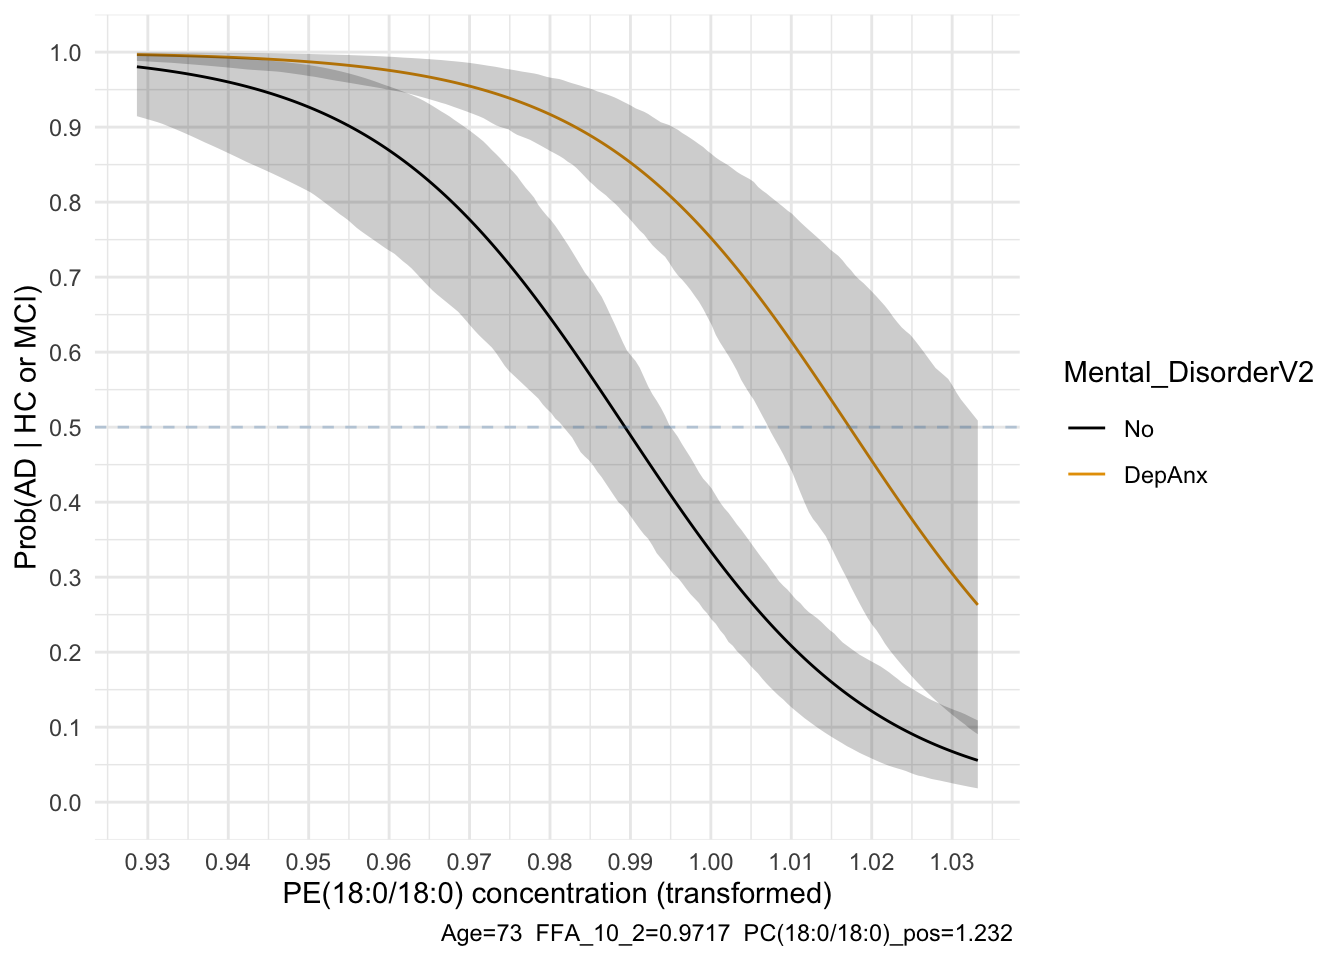 1.0
0.9
0.8
0.7
0.6
0.5
0.4
0.3
0.2
0.1
0.0
Prob(AD | HC or MCI)
0.93 0.94 0.95 0.96 0.97 0.98 0.99 1.00 1.01 1.02 1.03
PE(18:0/18:0) concentration (transformed)
Age=73 FFA_10_2=0.9717 PC(18:0/18:0)_pos=1.232
Mental_DisorderV2
No
DepAnx